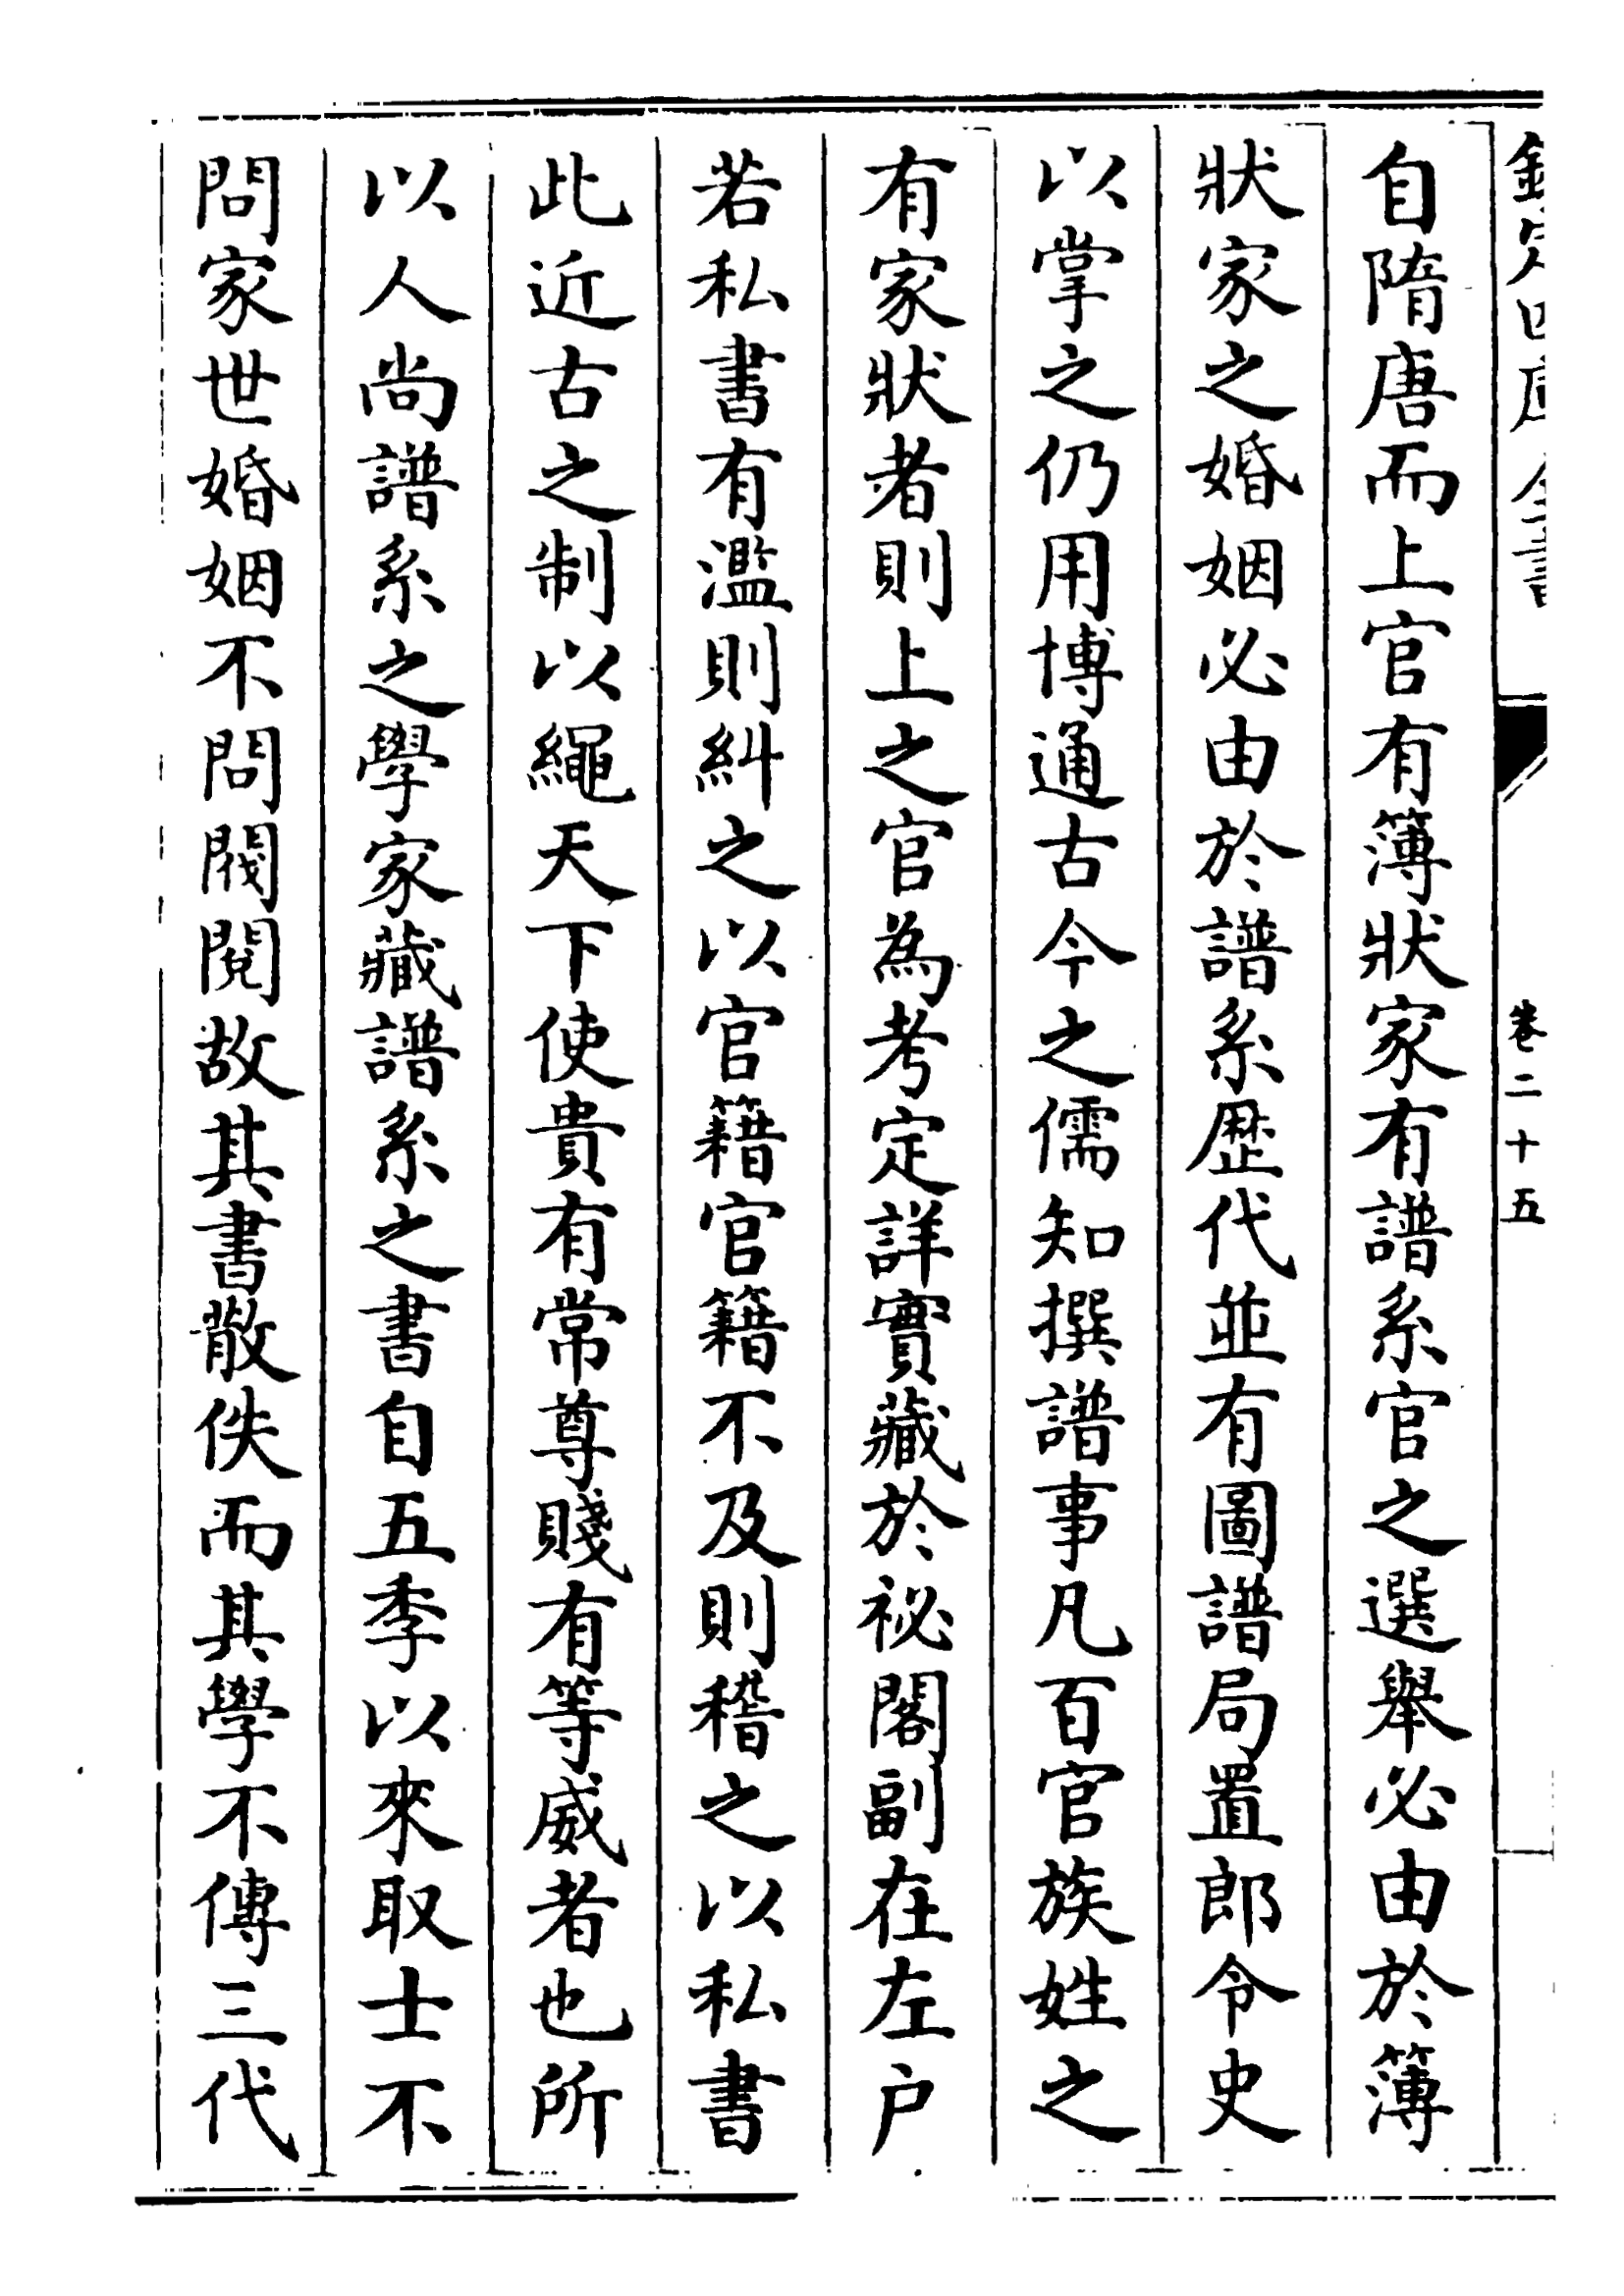 欽定四庫全書
卷二十五
自隋唐而上官有簿狀家有譜系官之選舉必由於簿
狀家之婚姻必由於譜系歴代並有圖譜局置郎令史
以掌之仍用博通古今之儒知撰譜事凡百官族姓之
有家狀者則上之官為考定詳實藏於祕閣副在左户
若私書有濫則糾之以官籍官籍不及則稽之以私書
此近古之制以繩天下使貴有常尊賤有等威者也所
以人尚譜系之學家藏譜系之書自五季以來取士不
問家世婚姻不問閥閱故其書散佚而其學不傳三代